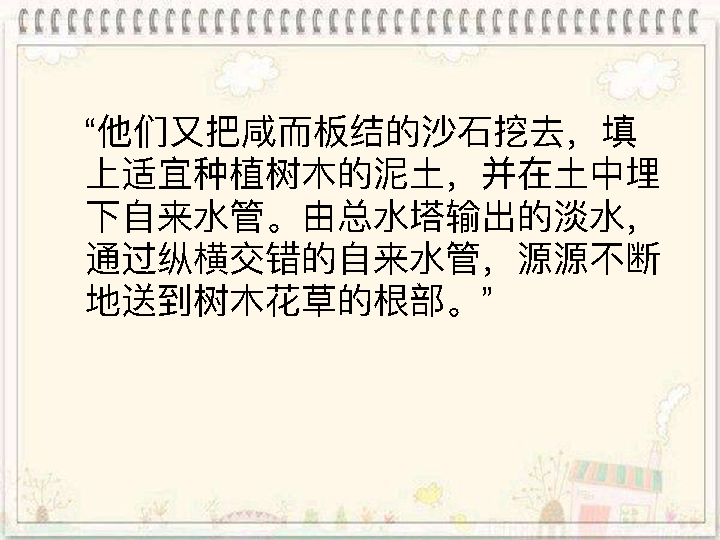 “他们又把咸而板结的沙石挖去，填
上适宜种植树木的泥土，并在土中埋
下自来水管。由总水塔输出的淡水，
通过纵横交错的自来水管，源源不断
地送到树木花草的根部。”